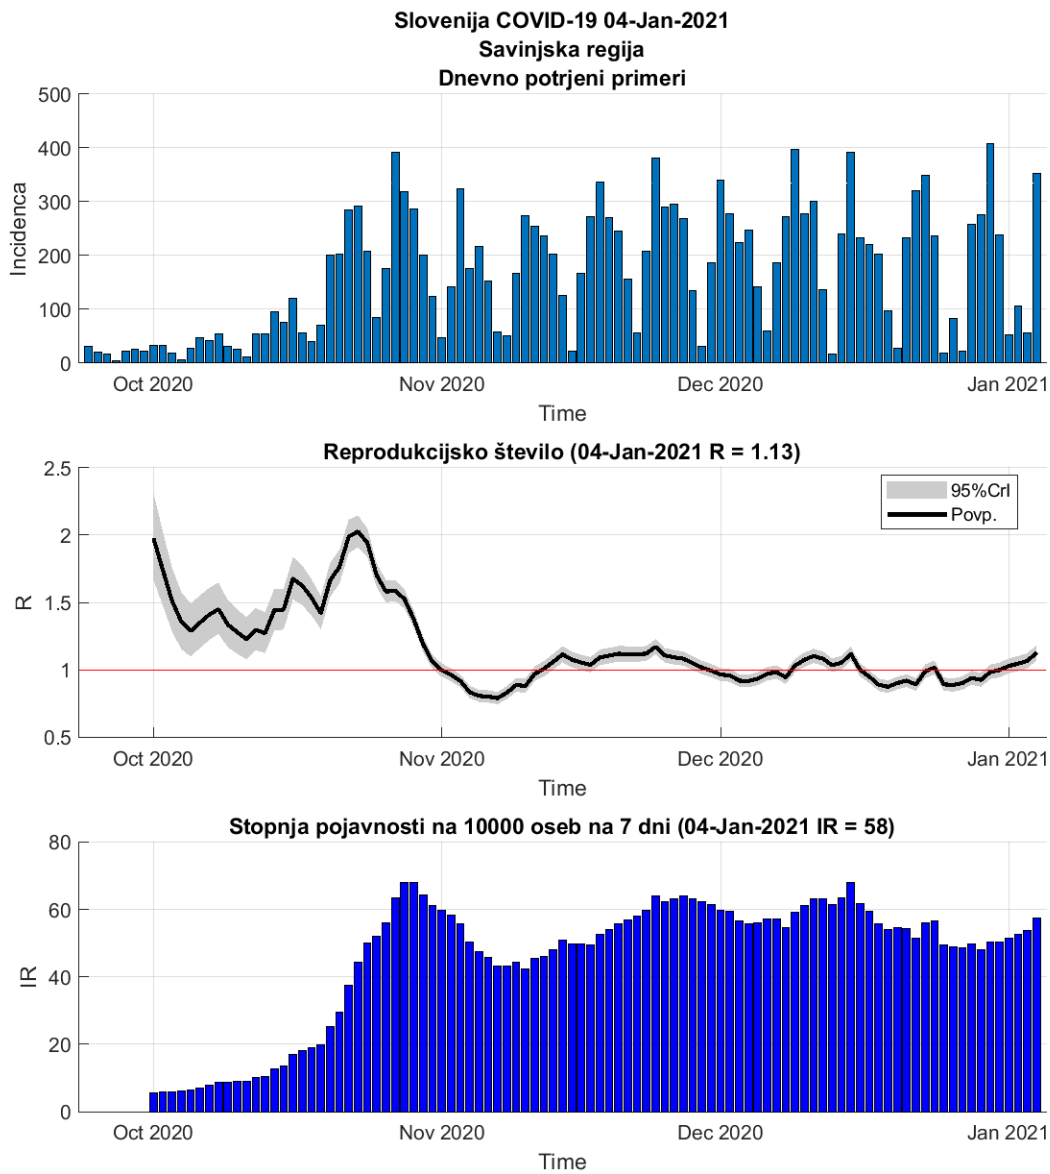 Slovenija COVID-19 04-Jan-2021
Savinjska regija
Dnevno potrjeni primeri
500
400
300
200
100
0
Incidenca
Oct 2020 Nov 2020 Dec 2020 Jan 2021
Time
Reprodukcijsko število (04-Jan-2021 R = 1.13)
2.5
2
1.5
1
0.5
R
95%CrI
Povp.
Oct 2020 Nov 2020 Dec 2020 Jan 2021
Time
Stopnja pojavnosti na 10000 oseb na 7 dni (04-Jan-2021 IR = 58)
80
60
40
20
0
IR
Oct 2020 Nov 2020 Dec 2020 Jan 2021
Time